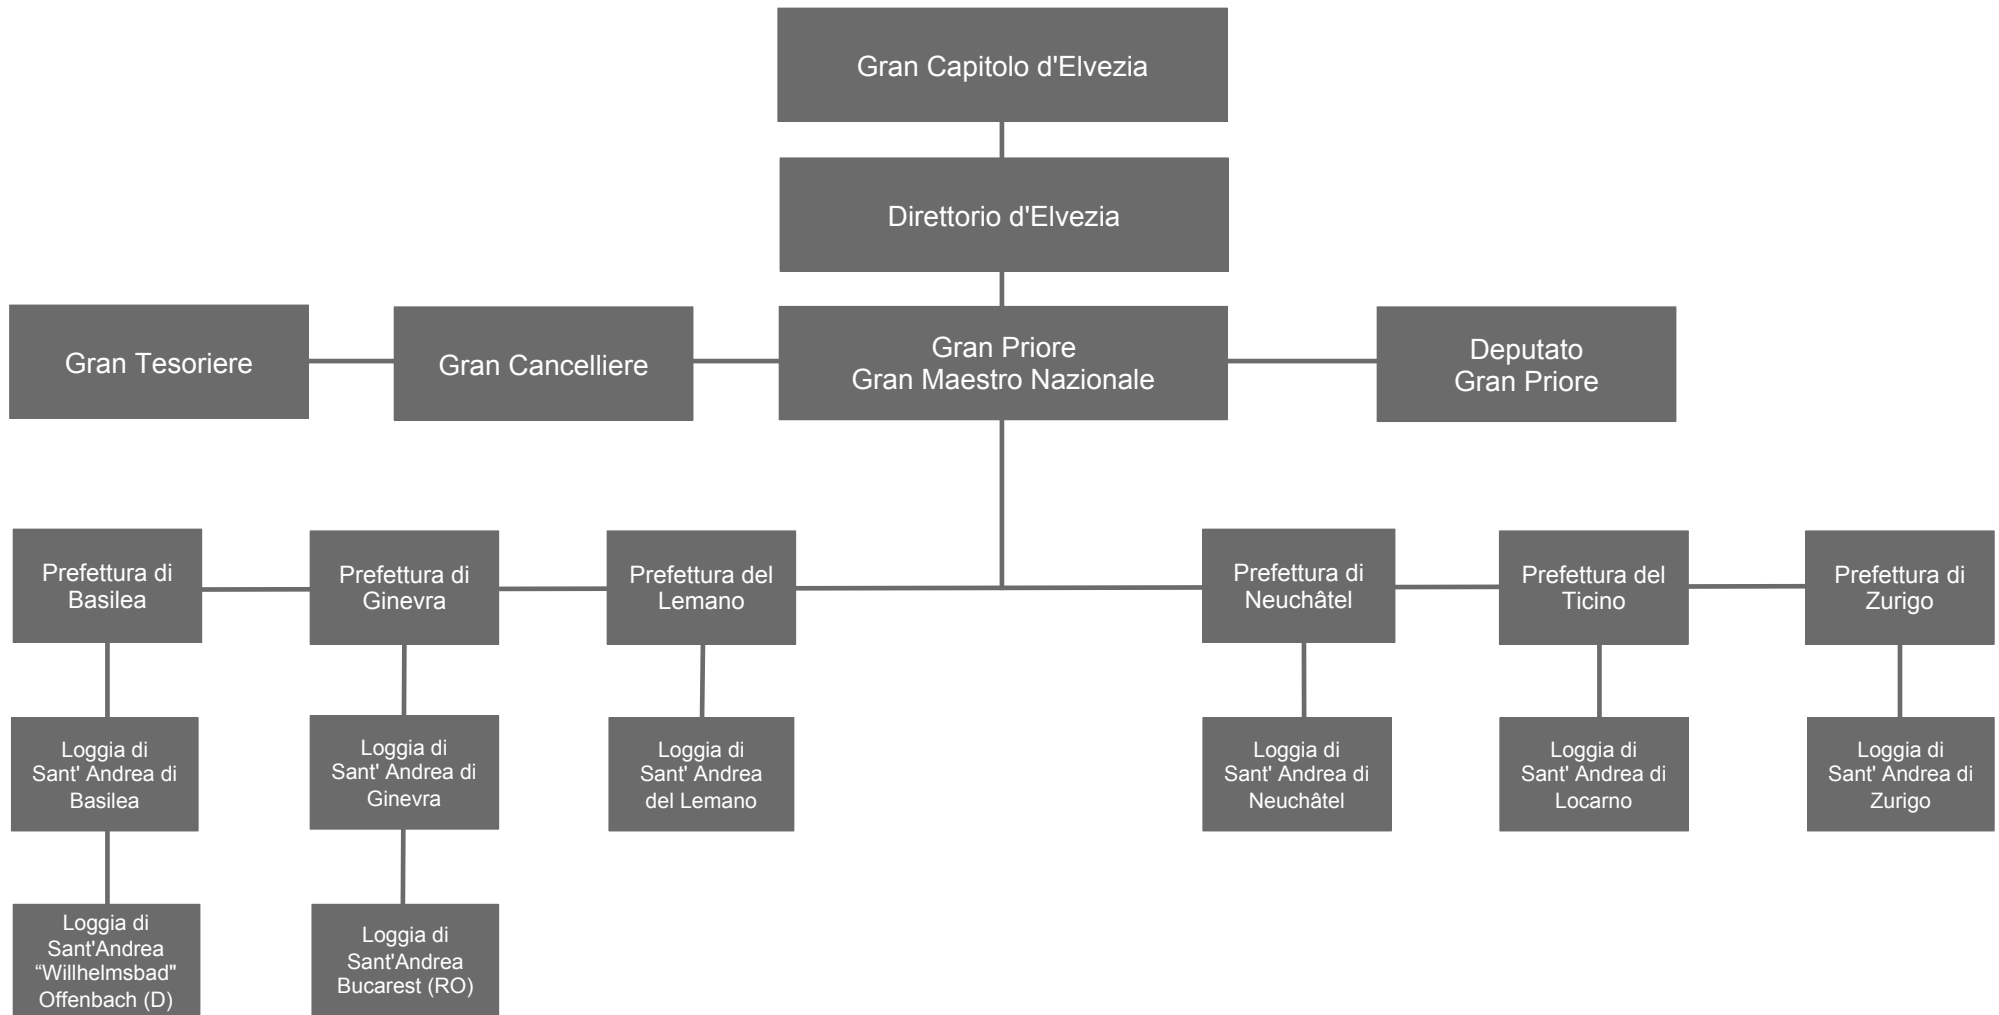 Gran Capitolo d'Elvezia
Direttorio d'Elvezia
Gran Tesoriere
Gran Cancelliere
Gran Priore
Gran Maestro Nazionale
Deputato
Gran Priore
Prefettura di
Basilea
Prefettura di
Ginevra
Prefettura del
Lemano
Prefettura di
Neuchâtel
Prefettura del
Ticino
Prefettura di
Zurigo
Loggia di
Sant' Andrea di
Basilea
Loggia di
Sant' Andrea di
Ginevra
Loggia di
Sant' Andrea
del Lemano
Loggia di
Sant' Andrea di
Neuchâtel
Loggia di
Sant' Andrea di
Locarno
Loggia di
Sant' Andrea di
Zurigo
Loggia di
Sant'Andrea
“Willhelmsbad"
Offenbach (D)
Loggia di
Sant'Andrea
Bucarest (RO)